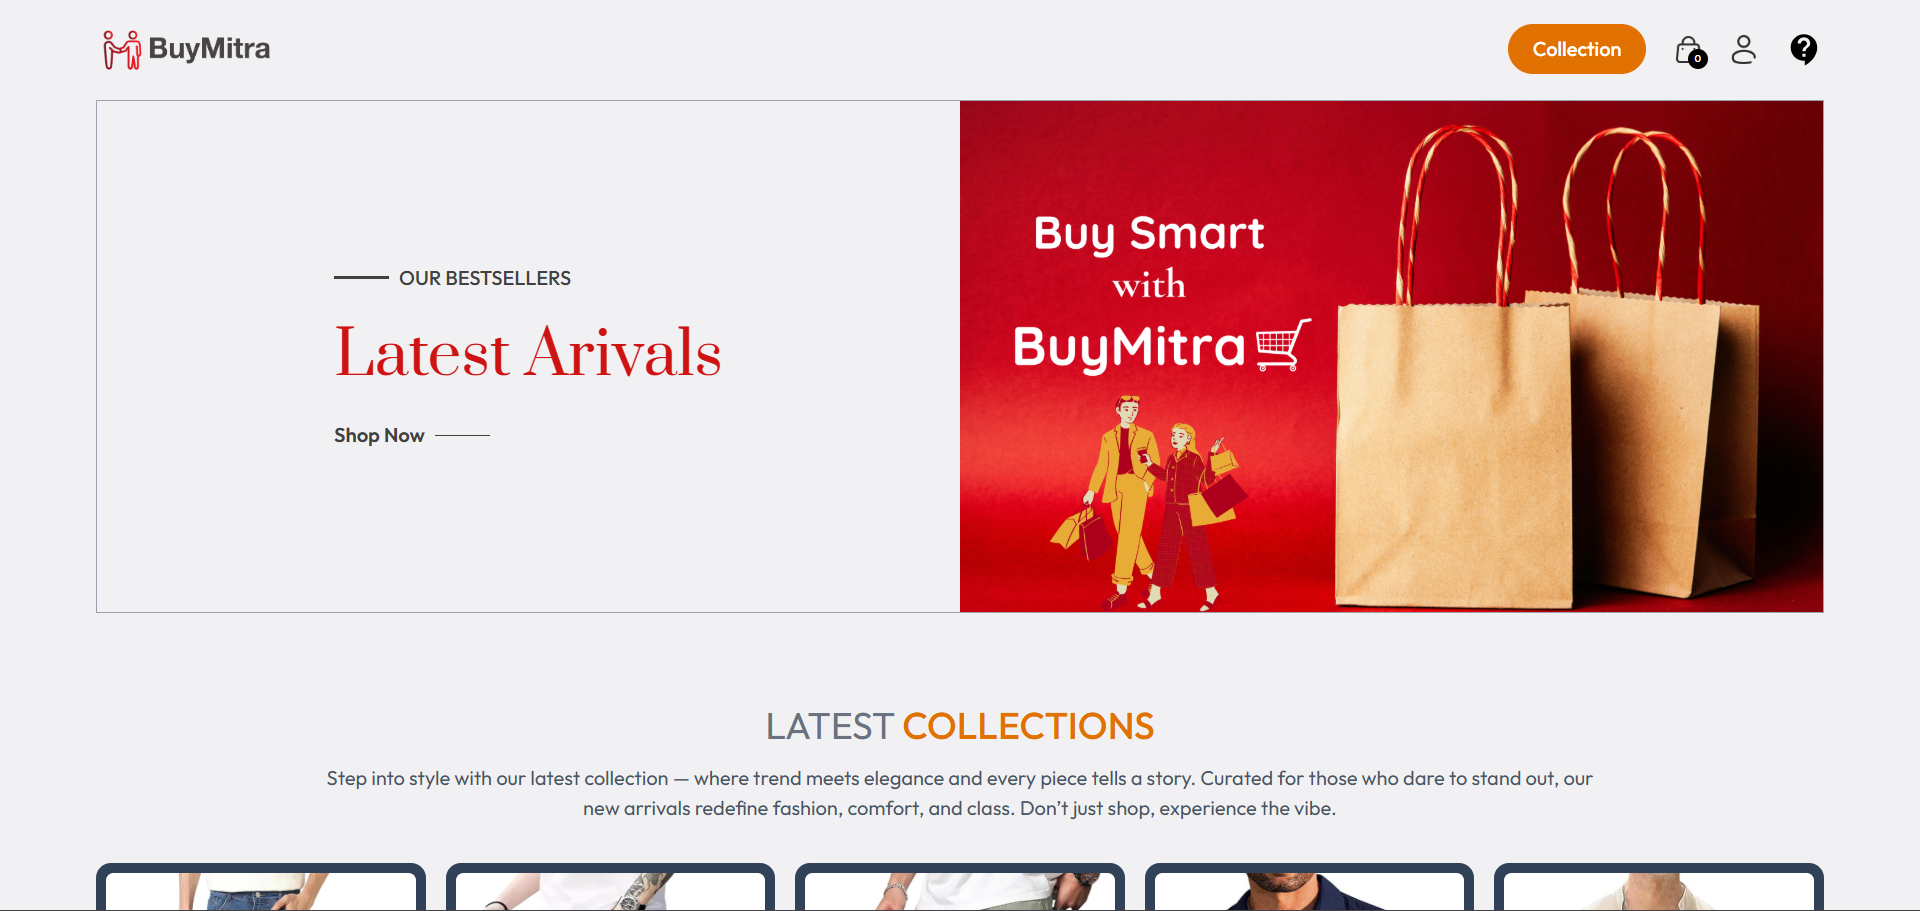 BuyMitra
Collection
0
OUR BESTSELLERS
Latest Arivals
Shop Now
Buy Smart
with
BuyMitra
LATEST COLLECTIONS
Step into style with our latest collection — where trend meets elegance and every piece tells a story. Curated for those who dare to stand out, our
new arrivals redefine fashion, comfort, and class. Don’t just shop, experience the vibe.